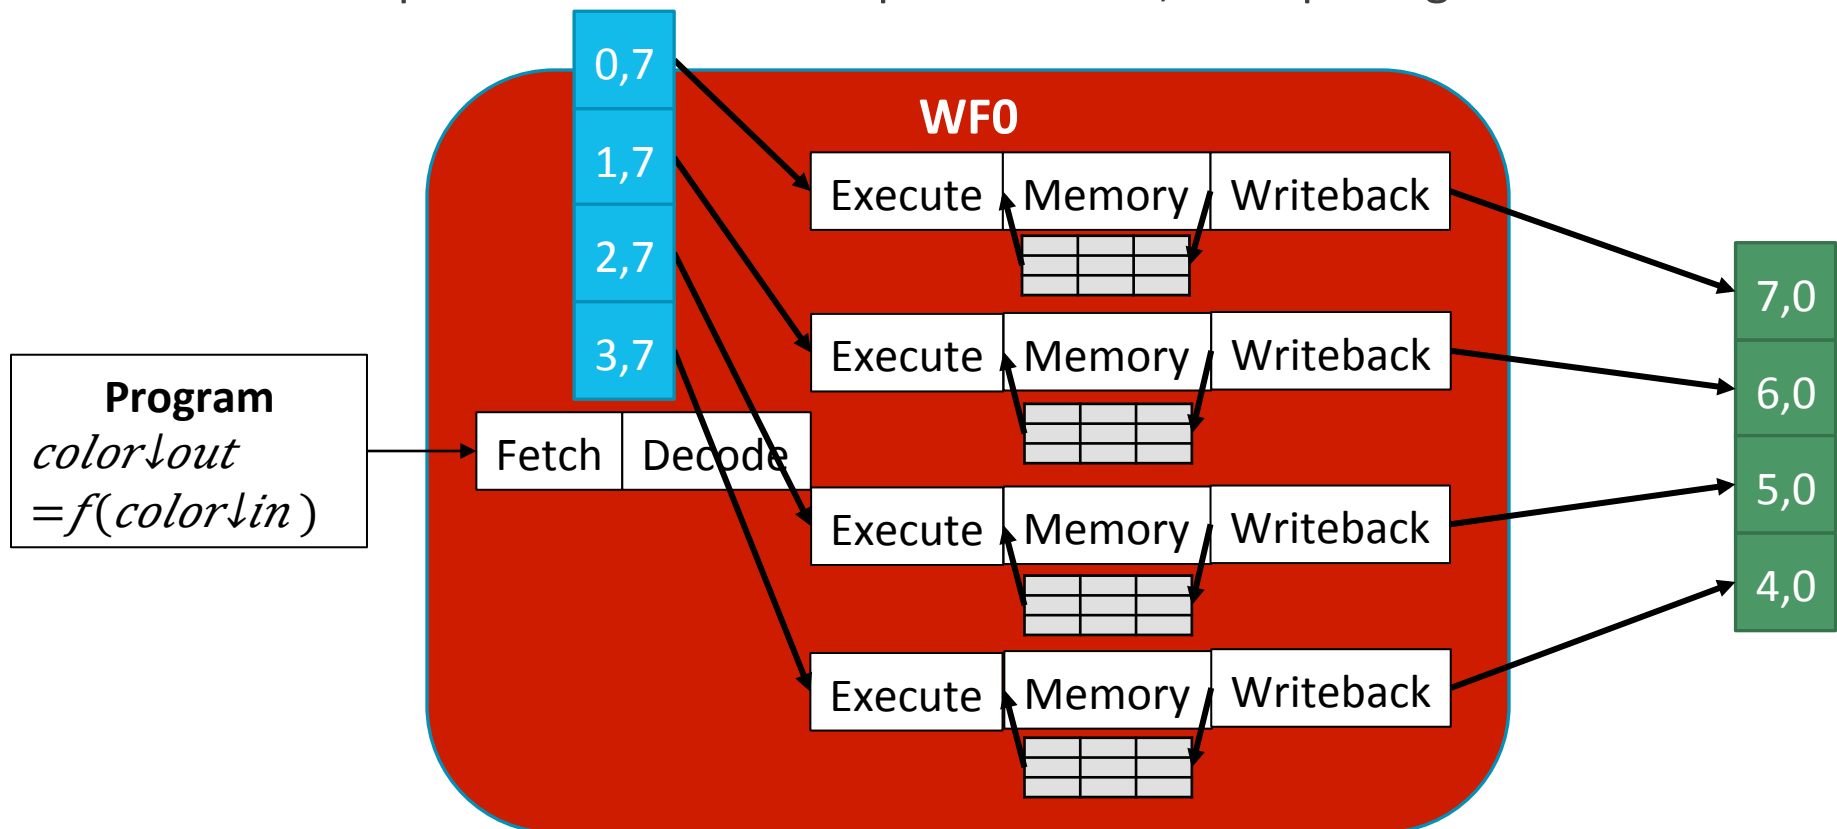 0,7
1,7
2,7
3,7
WF0
Execute Memory Writeback
Execute Memory Writeback
Execute Memory Writeback
Execute Memory Writeback
Program
color↓out
=f(color↓in )
Fetch Decode
7,0
6,0
5,0
4,0